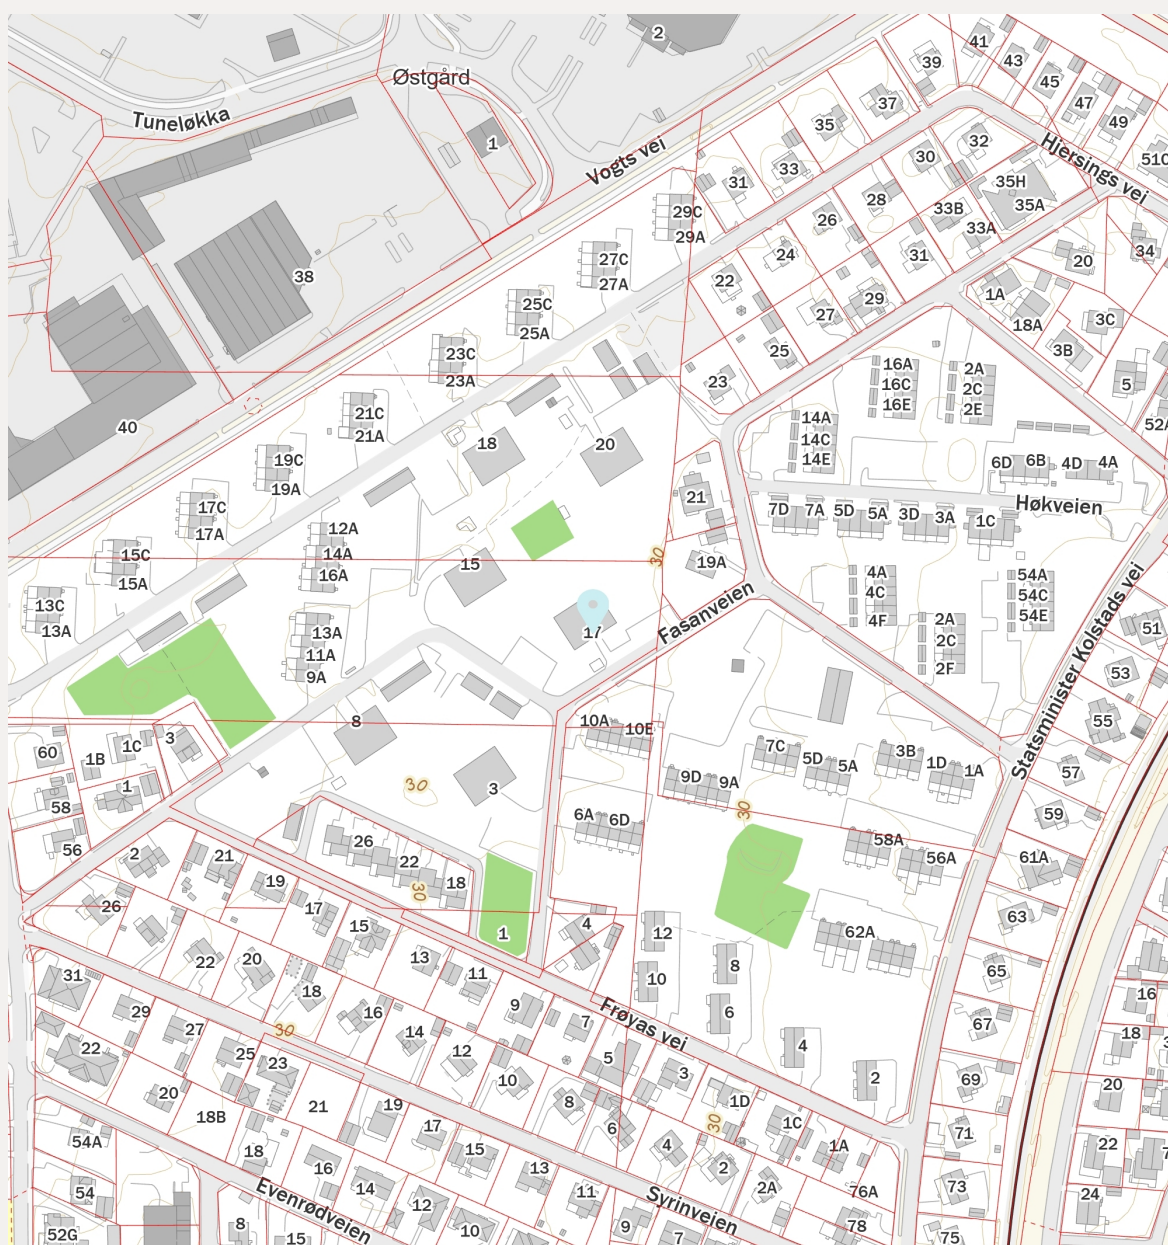 2
41
39
43
45
47
49
Østgård
37
Tuneløkka
35
1
32
Hjersings vei
30
51C
Vogts vei
33
31
35H
28
35A
29C
26
33B
33A
34
29A
24
31
20
27C
38
22
27A
1A
25C
27
29
18A
3C
25A
25
3B
23C
16A
2A
23A
23
16C
2C
5
21C
16E
2E
14A
52A
40
21A
18
20
14C
19C
14E
6D
6B
4D
4A
19A
21
17C
7D
7A
5D
5A
3D
3A
1C
Høkveien
17A
12A
15C
14A
30
15
19A
15A
16A
4A
54A
4C
54C
13C
4F
54E
13A
Fasanveien
2A
13A
17
2C
51
11A
2F
9A
53
Statsminister Kolstads vei
8
10A
10E
55
3
1C
60
1B
7C
3B
5D
5A
1D
1A
57
1
9D
9A
3
30
58
6A
6D
30
59
56
26
58A
2
21
22
56A
61A
19
18
30
26
17
15
1
4
12
62A
63
22
20
13
11
8
65
31
18
10
29
16
9
7
6
67
16
30
27
14
Frøyas vei
22
25
12
5
4
18
23
10
3
2
69
20
20
21
19
8
1D
18B
17
6
30
1C
71
54A
18
15
4
1A
22
16
13
2
54
14
2A
76A
73
24
Evenrødveien
12
11
Syrinveien
52G
8
15
10
9
7
78
75